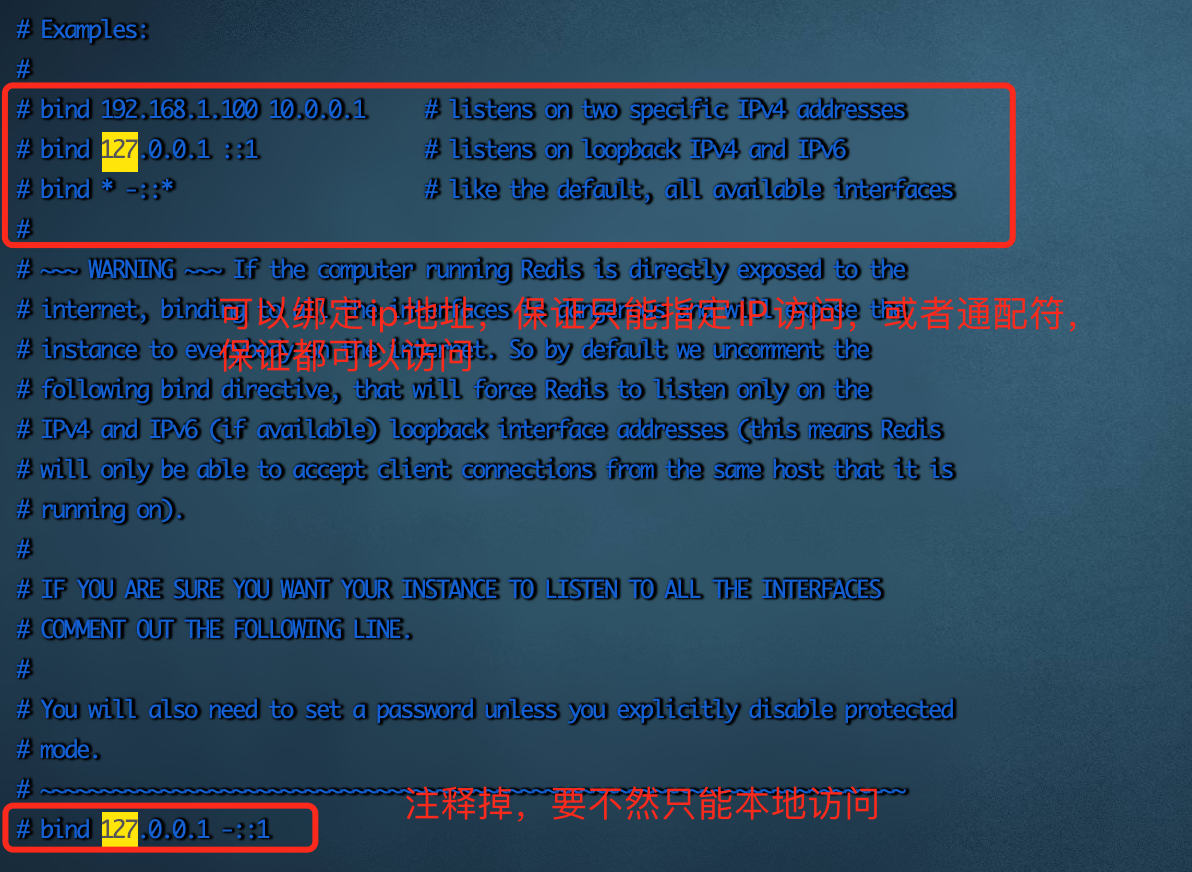 # Examples:
#
# bind 192.168.1.100 10.0.0.1     # listens on two specific IPv4 addresses
# bind 127.0.0.1 ::1              # listens on loopback IPv4 and IPv6
# bind * -::*                     # like the default, all available interfaces
#
# ~~~ WARNING ~~~ If the computer running Redis is directly exposed to the
# internet, binding to all the interfaces is dangerous and will expose the
可以绑定ip地址，保证只能指定IP访问，或者通配符，
# instance to everybody on the internet. So by default we uncomment the
保证都可以访问
# following bind directive, that will force Redis to listen only on the
# IPv4 and IPv6 (if available) loopback interface addresses (this means Redis
# will only be able to accept client connections from the same host that it is
# running on).
#
# IF YOU ARE SURE YOU WANT YOUR INSTANCE TO LISTEN TO ALL THE INTERFACES
# COMMENT OUT THE FOLLOWING LINE.
#
# You will also need to set a password unless you explicitly disable protected
# mode.
# ~~~~~~~~~~~~~~~~~~~~~~~~~~~~~~~~~~~~~~~~~~~~~~~~~~~~~~~~~~~~~~~~~~~~~~~~
注释掉，要不然只能本地访问
# bind 127.0.0.1 -::1